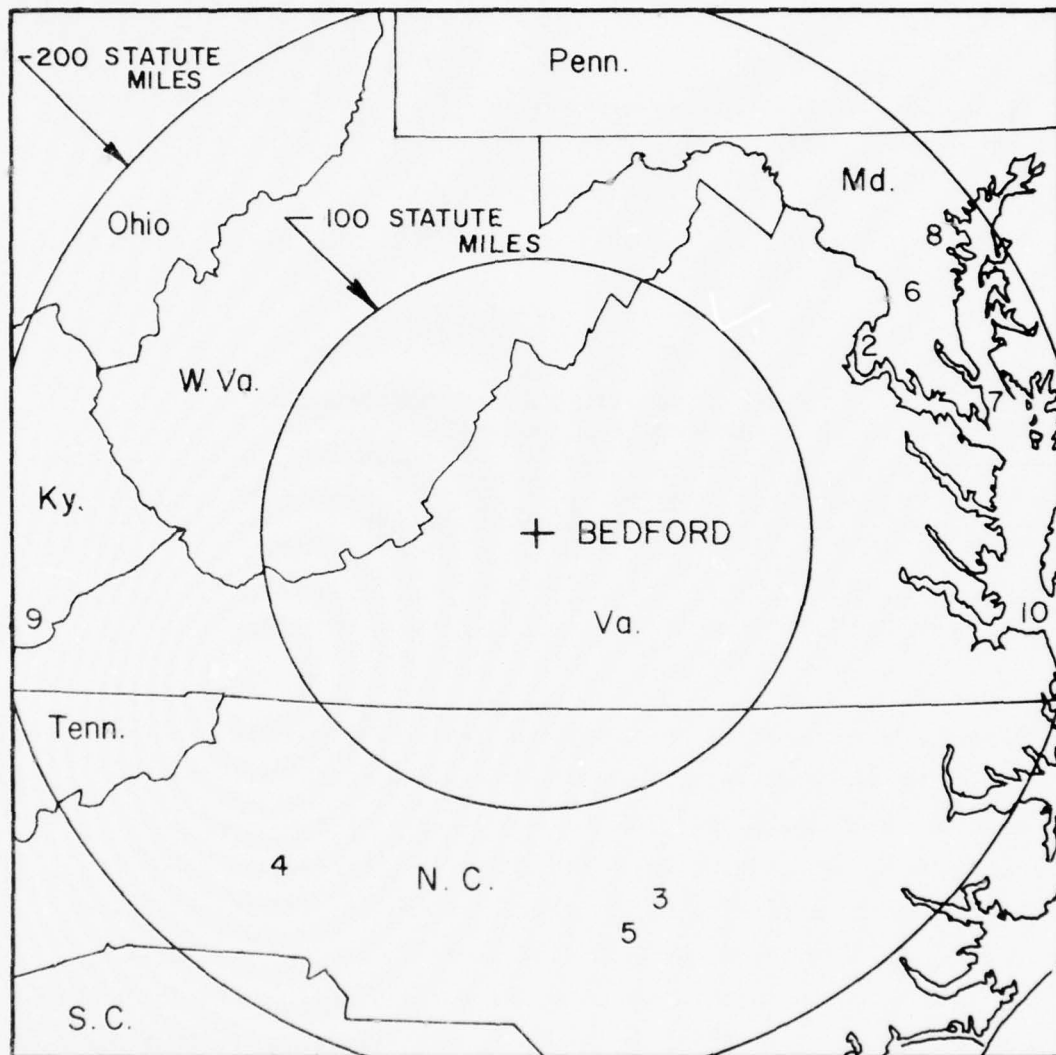 200 STATUTE
MILES
Penn.
Md.
Ohio
100 STATUTE
MILES
8
6
2
W. Va.
7
Ky.
+ BEDFORD
9
Va.
10
Tenn.
4
N. C.
3
5
S. C.